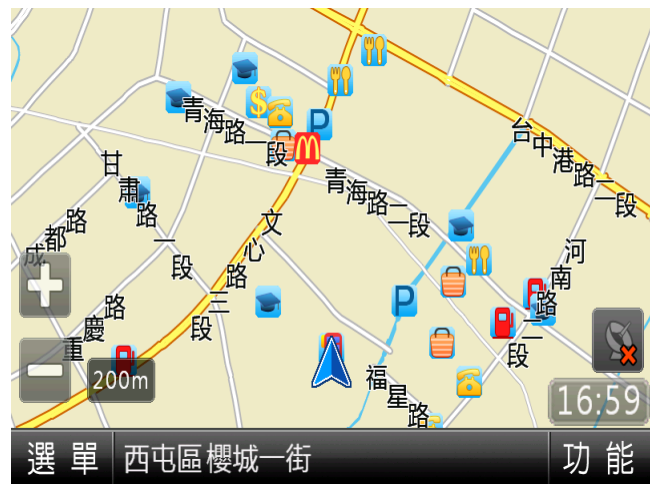 台中港路二段
青海路一段
青海路二段
甘肅路一段
文心路三段
河南路二段
成都路
重慶路
福星路
$
P
P
200m
16:59
選單
西屯區櫻城一街
功能